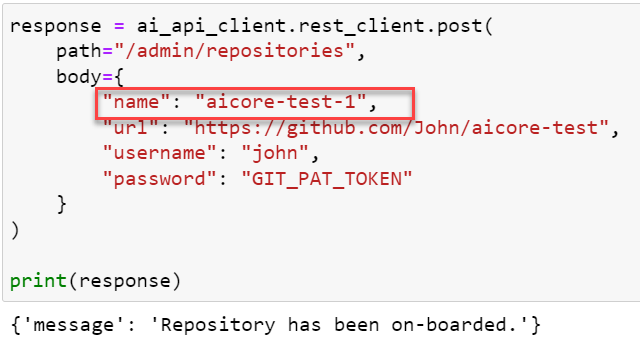 response = ai_api_client.rest_client.post(
    path="/admin/repositories",
    body={
        "name": "aicore-test-1",
        "url": "https://github.com/John/aicore-test",
        "username": "john",
        "password": "GIT_PAT_TOKEN"
    }
)
print(response)
{'message': 'Repository has been on-boarded.'}